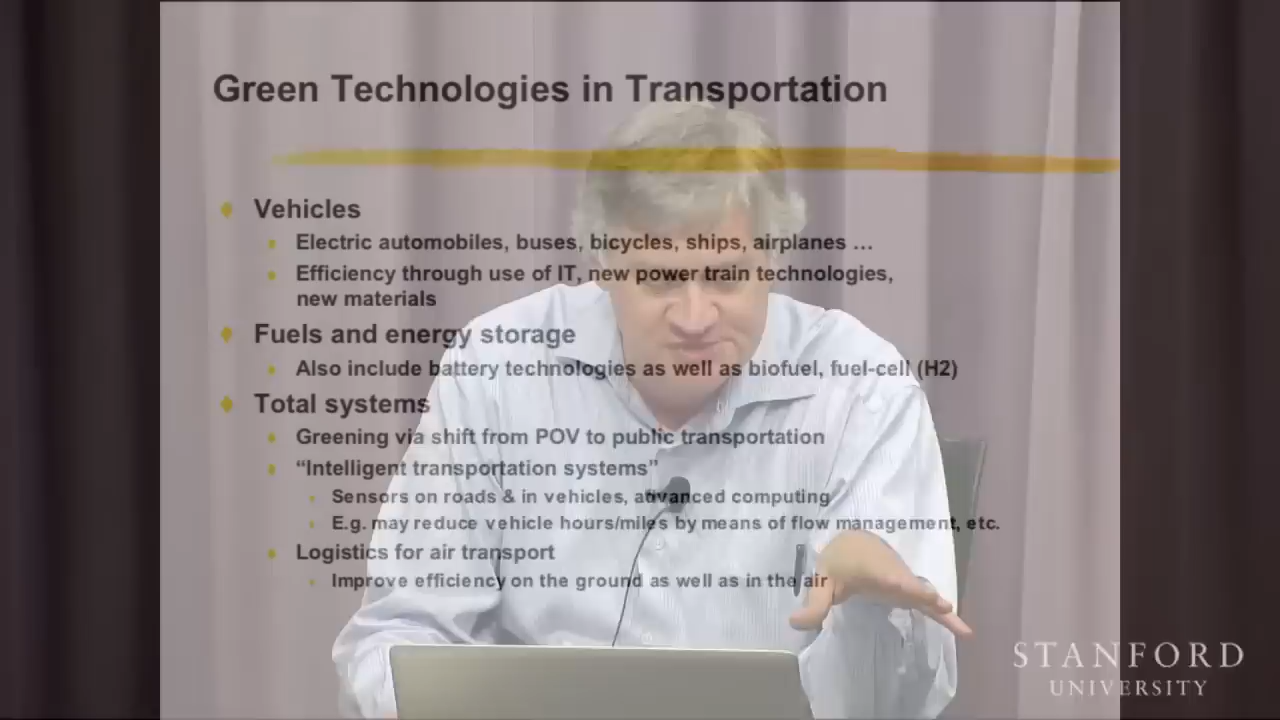 Green Technologies in Transportation
Vehicles
Electric automobiles, buses, bicycles, ships, airplanes ...
Efficiency through use of IT, new power train technologies,
new materials
Fuels and energy storage
Also include battery technologies as well as biofuel, fuel-cell (H2)
Total systems
Greening via shift from POV to public transportation
“Intelligent transportation systems”
Sensors on roads & in vehicles, advanced computing
E.g. may reduce vehicle hours/miles by means of flow management, etc.
Logistics for air transport
Improve efficiency on the ground as well as in the air
STANFORD
UNIVERSITY